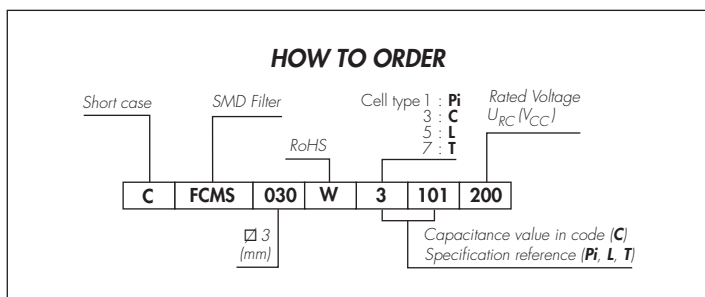 HOW TO ORDER
Short case
SMD Filter
RoHS
Cell type 1 : Pi
3 : C
5 : L
7 : T
Rated Voltage
URC (VCC)
C FCMS 030 W 3 101 200
3
(mm)
Capacitance value in code (C)
Specification reference (Pi, L, T)